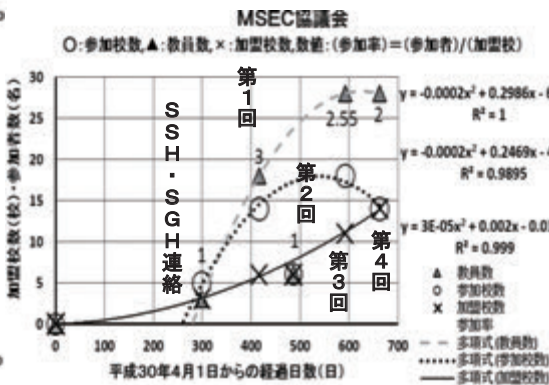 MSEC協議会
○:参加校数,▲:教員数,×:加盟校数,数値:(参加率)=(参加者)/(加盟校)
加盟校数(校)・参加者数(名)
30
25
20
15
10
5
0
0
100
200
300
400
500
600
700
平成30年4月1日からの経過日数(日)
SSH・SGH連絡
第1回
第2回
第3回
第4回
1
3
1
2.55
2
y = -0.0002x² + 0.2986x - 6
R² = 1
y = -0.0002x² + 0.2469x - 4
R² = 0.9895
y = 3E-05x² + 0.002x - 0.03
R² = 0.999
▲ 教員数
○ 参加校数
× 加盟校数
参加率
多項式(教員数)
多項式(参加校数)
多項式(加盟校数)